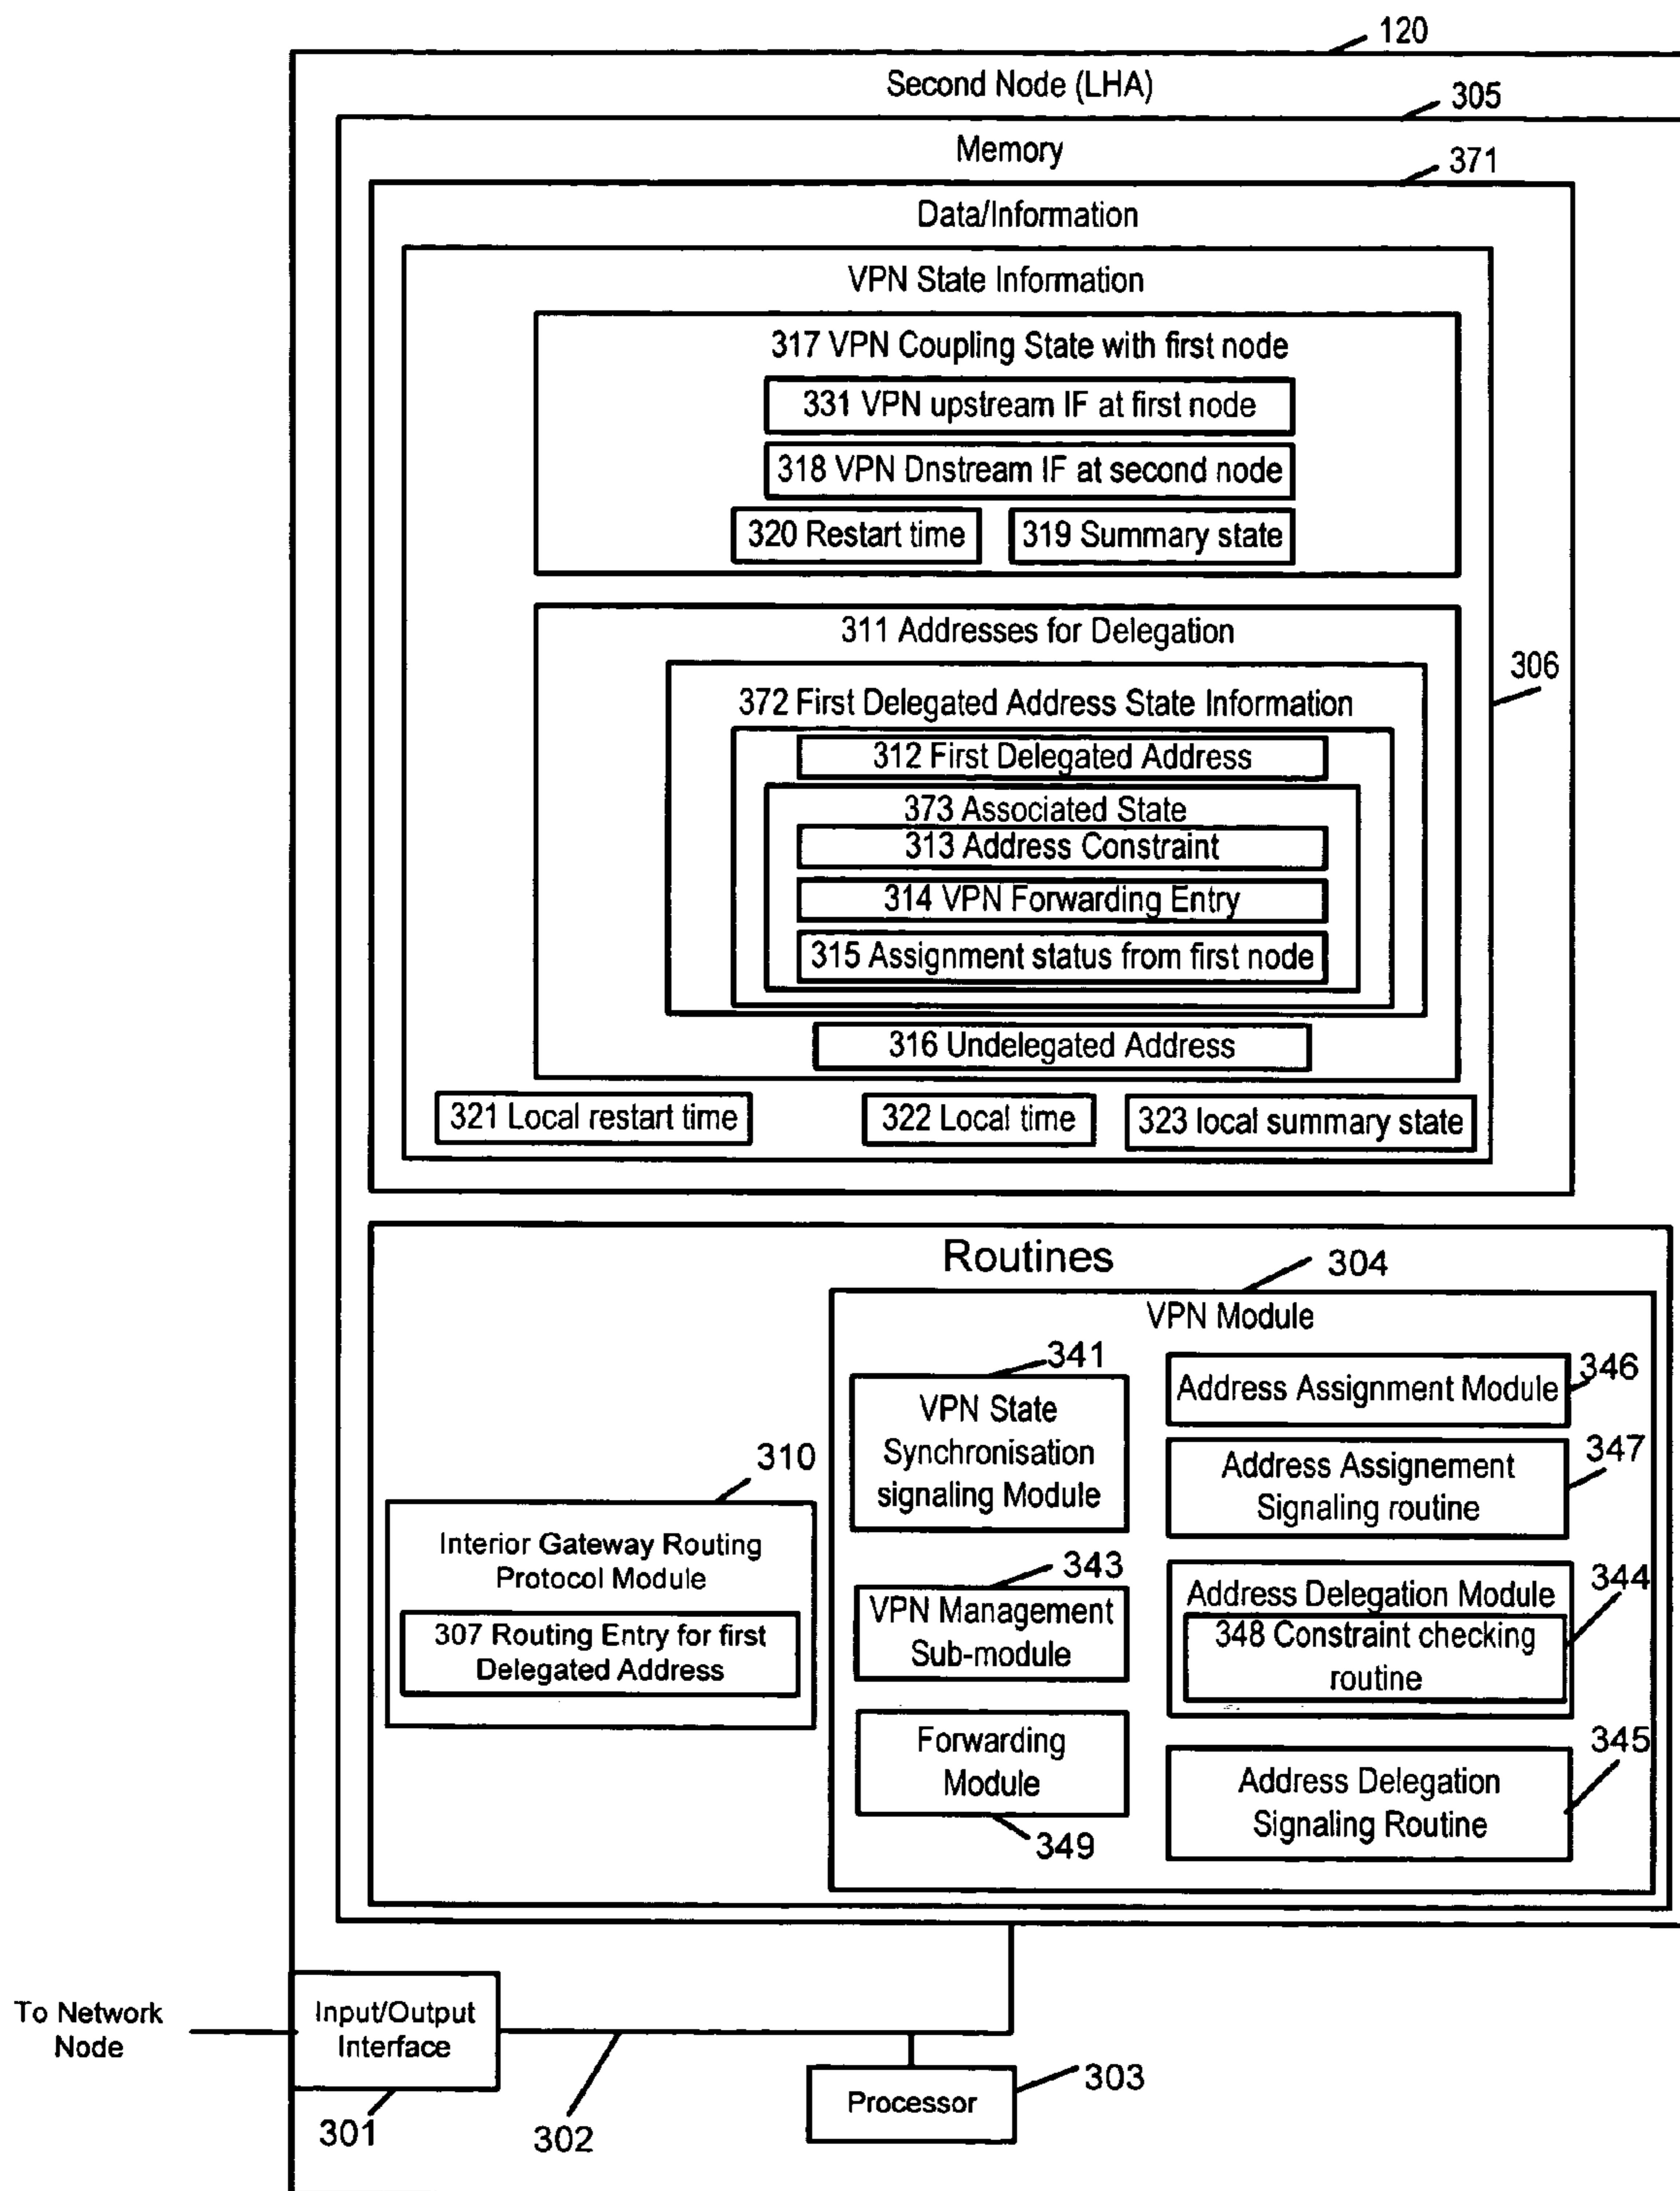 120
Second Node (LHA)
305
Memory
371
Data/Information
VPN State Information
317 VPN Coupling State with first node
331 VPN upstream IF at first node
318 VPN Dnstream IF at second node
320 Restart time
319 Summary state
311 Addresses for Delegation
306
372 First Delegated Address State Information
312 First Delegated Address
373 Associated State
313 Address Constraint
314 VPN Forwarding Entry
315 Assignment status from first node
316 Undelegated Address
321 Local restart time
322 Local time
323 local summary state
Routines
304
VPN Module
341
VPN State
Synchronisation
signaling Module
346
Address Assignment Module
347
Address Assignement
Signaling routine
310
Interior Gateway Routing
Protocol Module
307 Routing Entry for first
Delegated Address
343
VPN Management
Sub-module
344
Address Delegation Module
348 Constraint checking
routine
Forwarding
Module
349
345
Address Delegation
Signaling Routine
To Network
Node
Input/Output
Interface
301
302
Processor
303